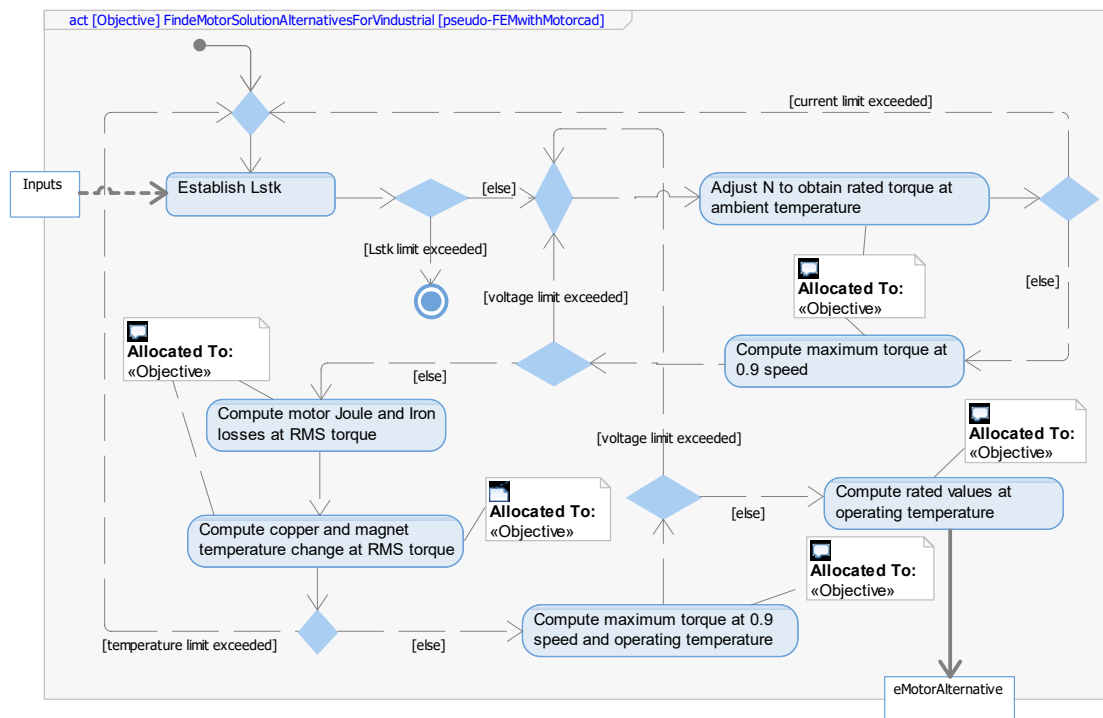 act [Objective] FindeMotorSolutionAlternativesForVindustrial [pseudo-FEMwithMotorcad]
[current limit exceeded]
Inputs
Establish Lstk
[else]
Adjust N to obtain rated torque at
ambient temperature
[Lstk limit exceeded]
Allocated To:
«Objective»
[else]
[voltage limit exceeded]
Allocated To:
«Objective»
Compute maximum torque at
0.9 speed
[else]
Compute motor Joule and Iron
losses at RMS torque
[voltage limit exceeded]
Allocated To:
«Objective»
Compute rated values at
operating temperature
[else]
Allocated To:
«Objective»
Compute copper and magnet
temperature change at RMS torque
Allocated To:
«Objective»
Compute maximum torque at 0.9
speed and operating temperature
[temperature limit exceeded]
[else]
eMotorAlternative